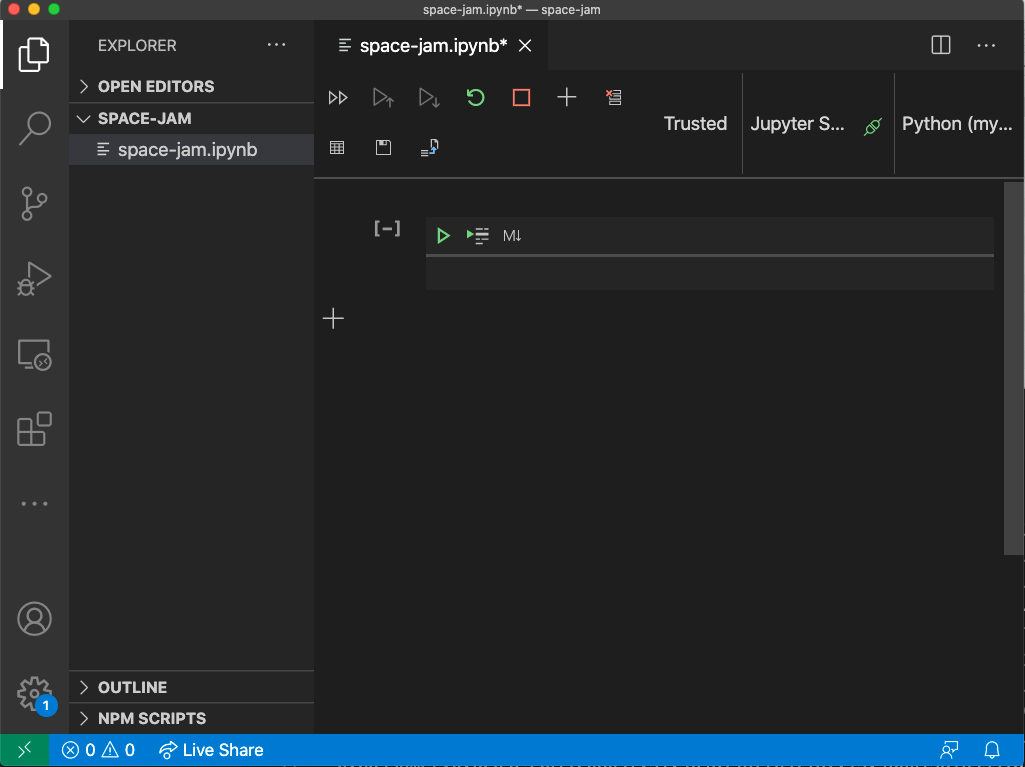 space-jam.ipynb* — space-jam
EXPLORER
space-jam.ipynb*
OPEN EDITORS
SPACE-JAM
space-jam.ipynb
Trusted
Jupyter S...
Python (my...
[-]
M↓
OUTLINE
NPM SCRIPTS
1
0 0 Live Share